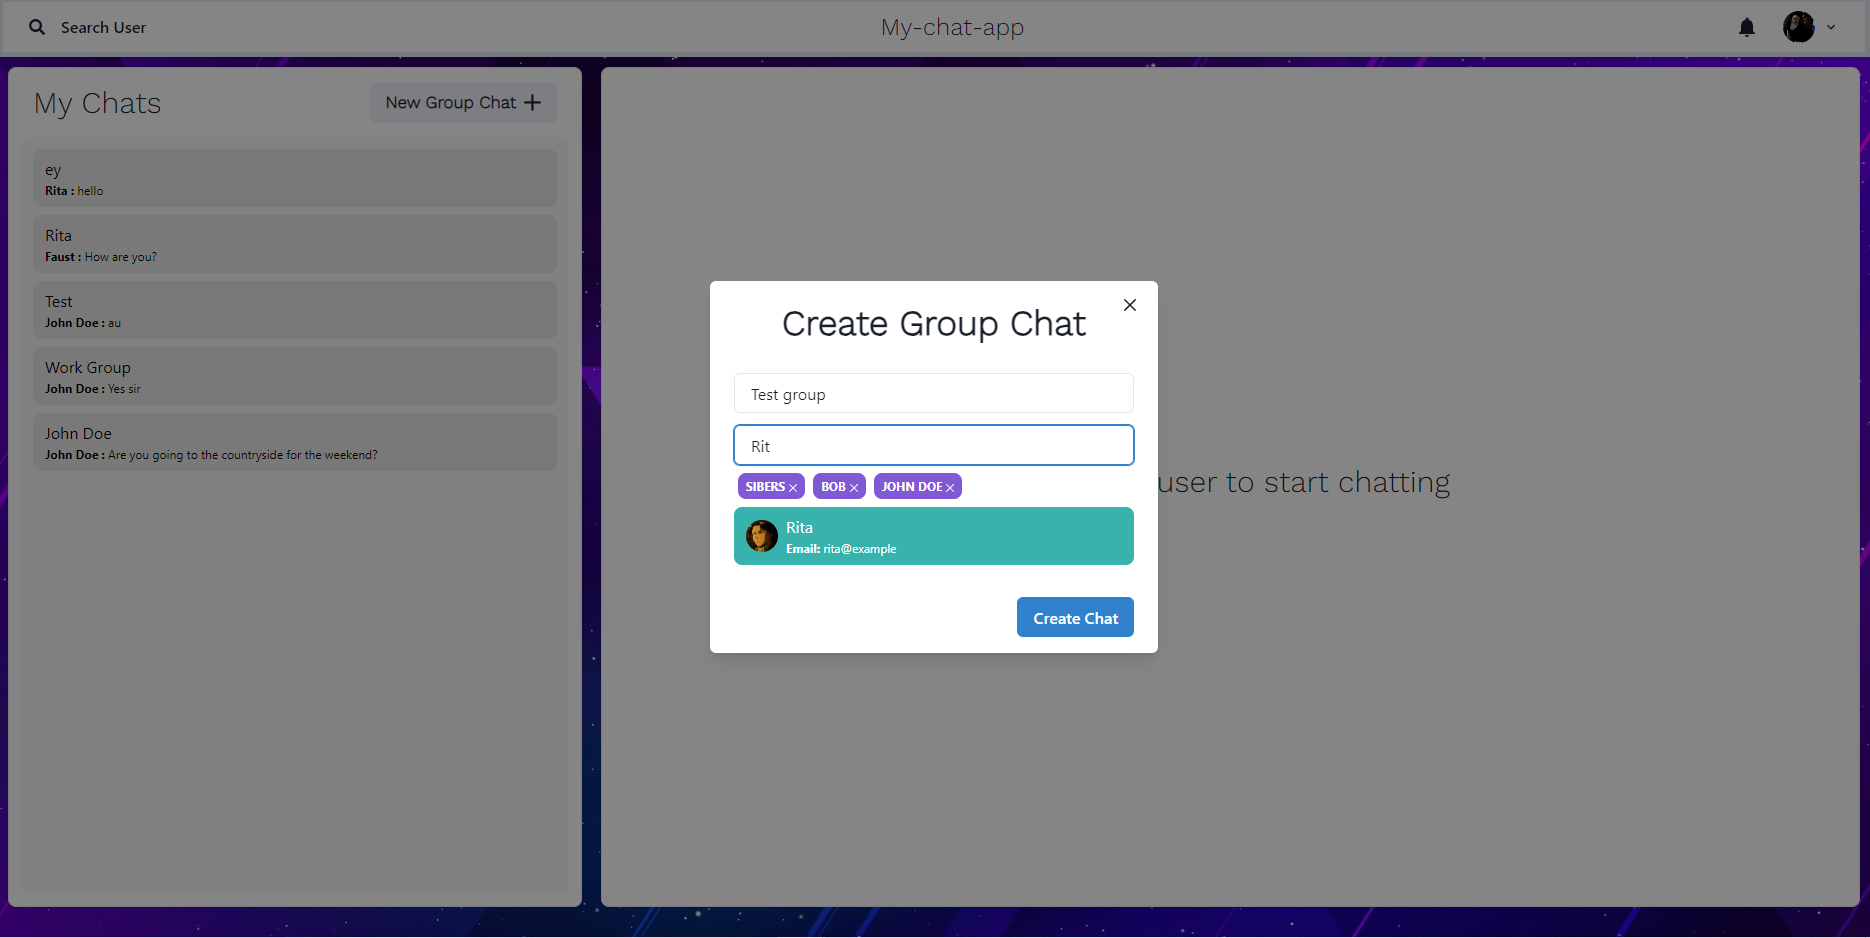 Search User
My-chat-app
My Chats
New Group Chat
ey
Rita : hello
Rita
Faust : How are you?
Test
John Doe : au
Work Group
John Doe : Yes sir
John Doe
John Doe : Are you going to the countryside for the weekend?
user to start chatting
Create Group Chat
Test group
Rit
SIBERS BOB JOHN DOE
Rita
Email: rita@example
Create Chat